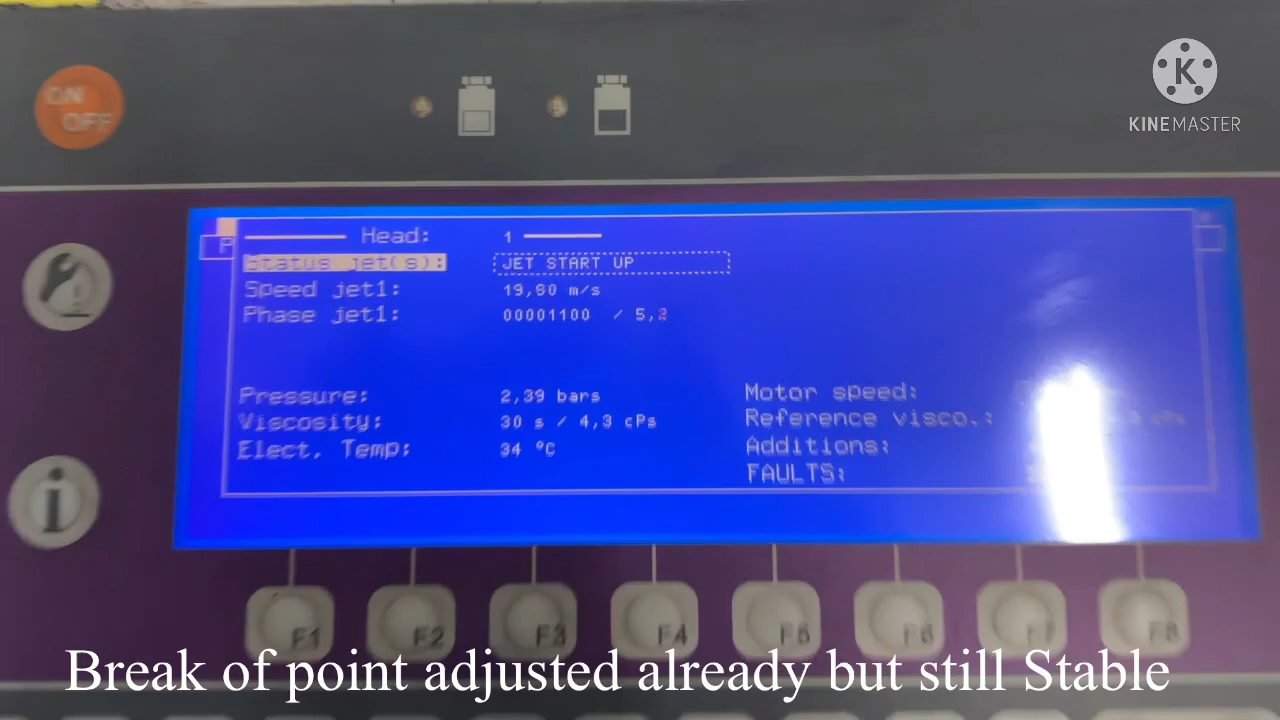 ON
OFF
KINEMASTER
P
Head: 1
Status jet(s): JET START UP
Speed jet1: 19,80 m/s
Phase jet1: 00001100 / 5,2
Pressure: 2,39 bars
Motor speed:
Viscosity: 30 s / 4,3 cPs
Reference visco.:
Elect. Temp: 34 °C
Additions:
FAULTS:
F1 F2 F3 F4 F5 F6 F7 F8
Break of point adjusted already but still Stable